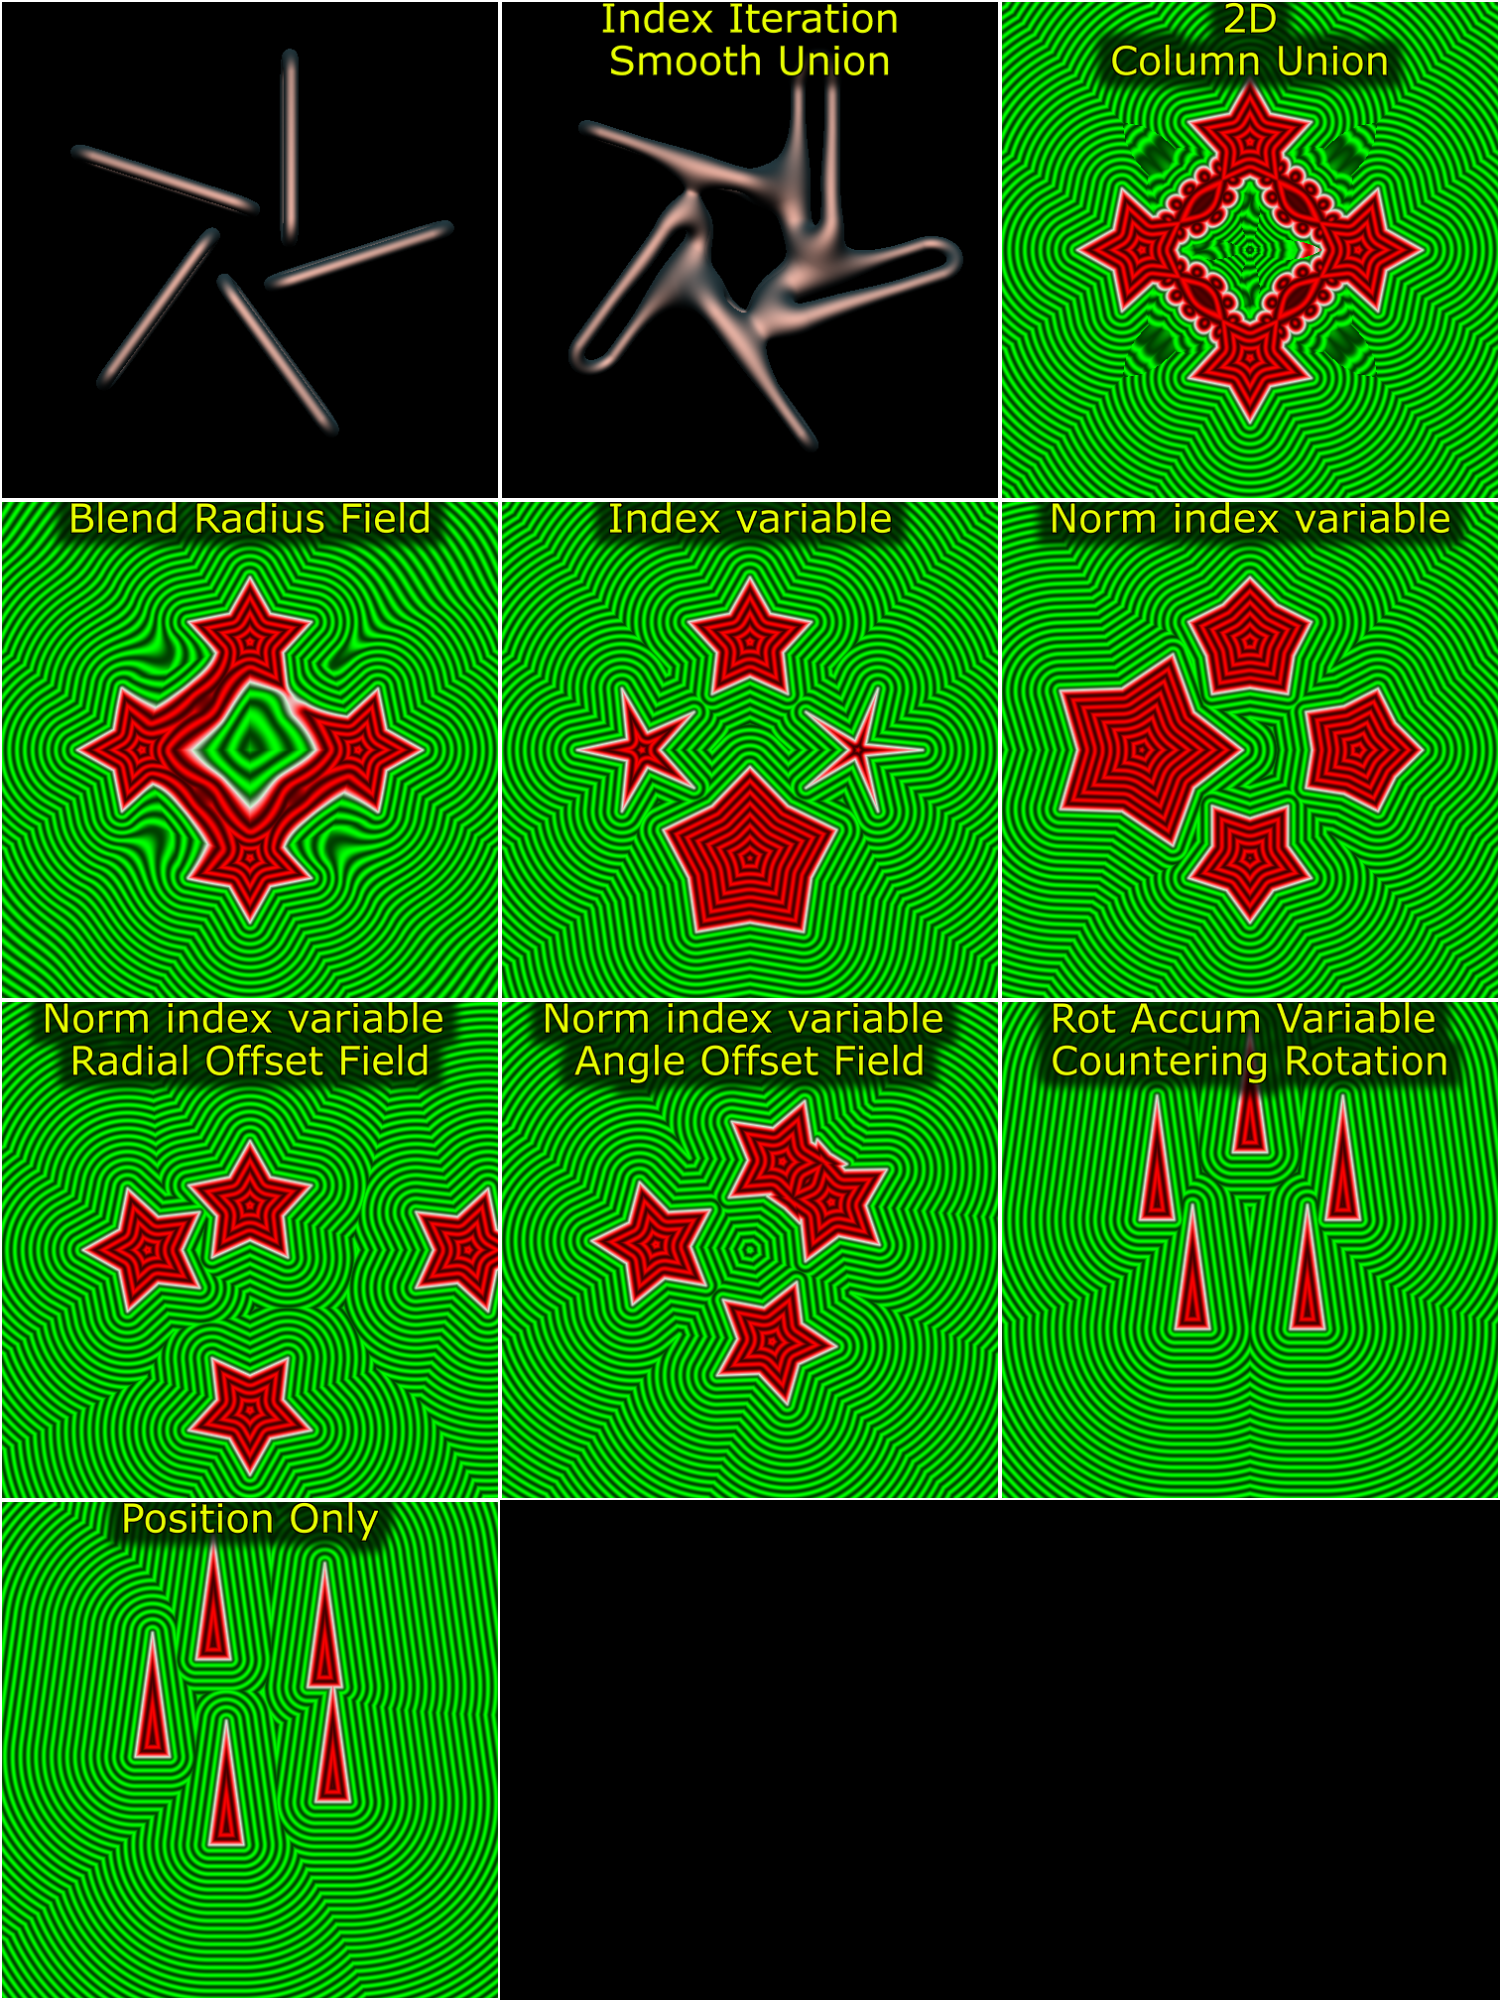 Index Iteration
Smooth Union
2D
Column Union
Blend Radius Field
Index variable
Norm index variable
Norm index variable
Radial Offset Field
Norm index variable
Angle Offset Field
Rot Accum Variable
Countering Rotation
Position Only